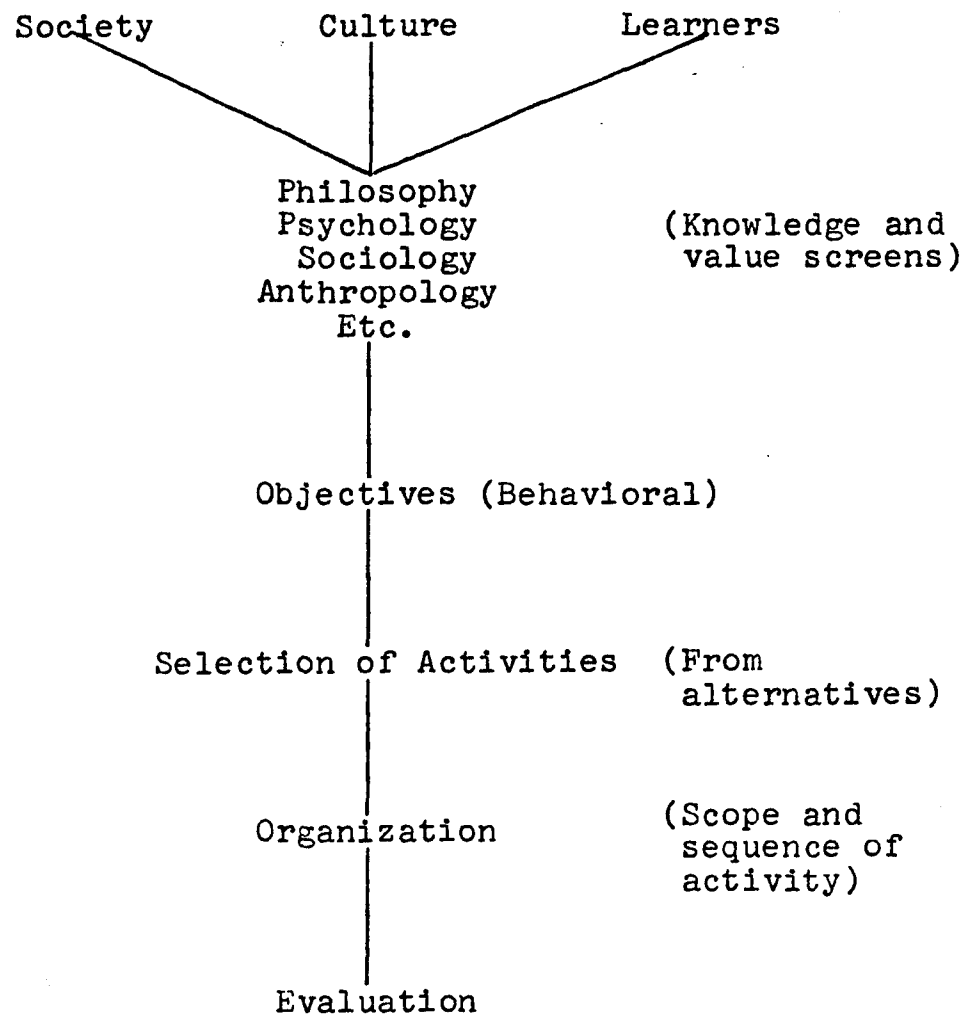 Society Culture Learners
Philosophy
Psychology (Knowledge and
Sociology value screens)
Anthropology
Etc.
Objectives (Behavioral)
Selection of Activities (From
alternatives)
Organization (Scope and
sequence of
activity)
Evaluation